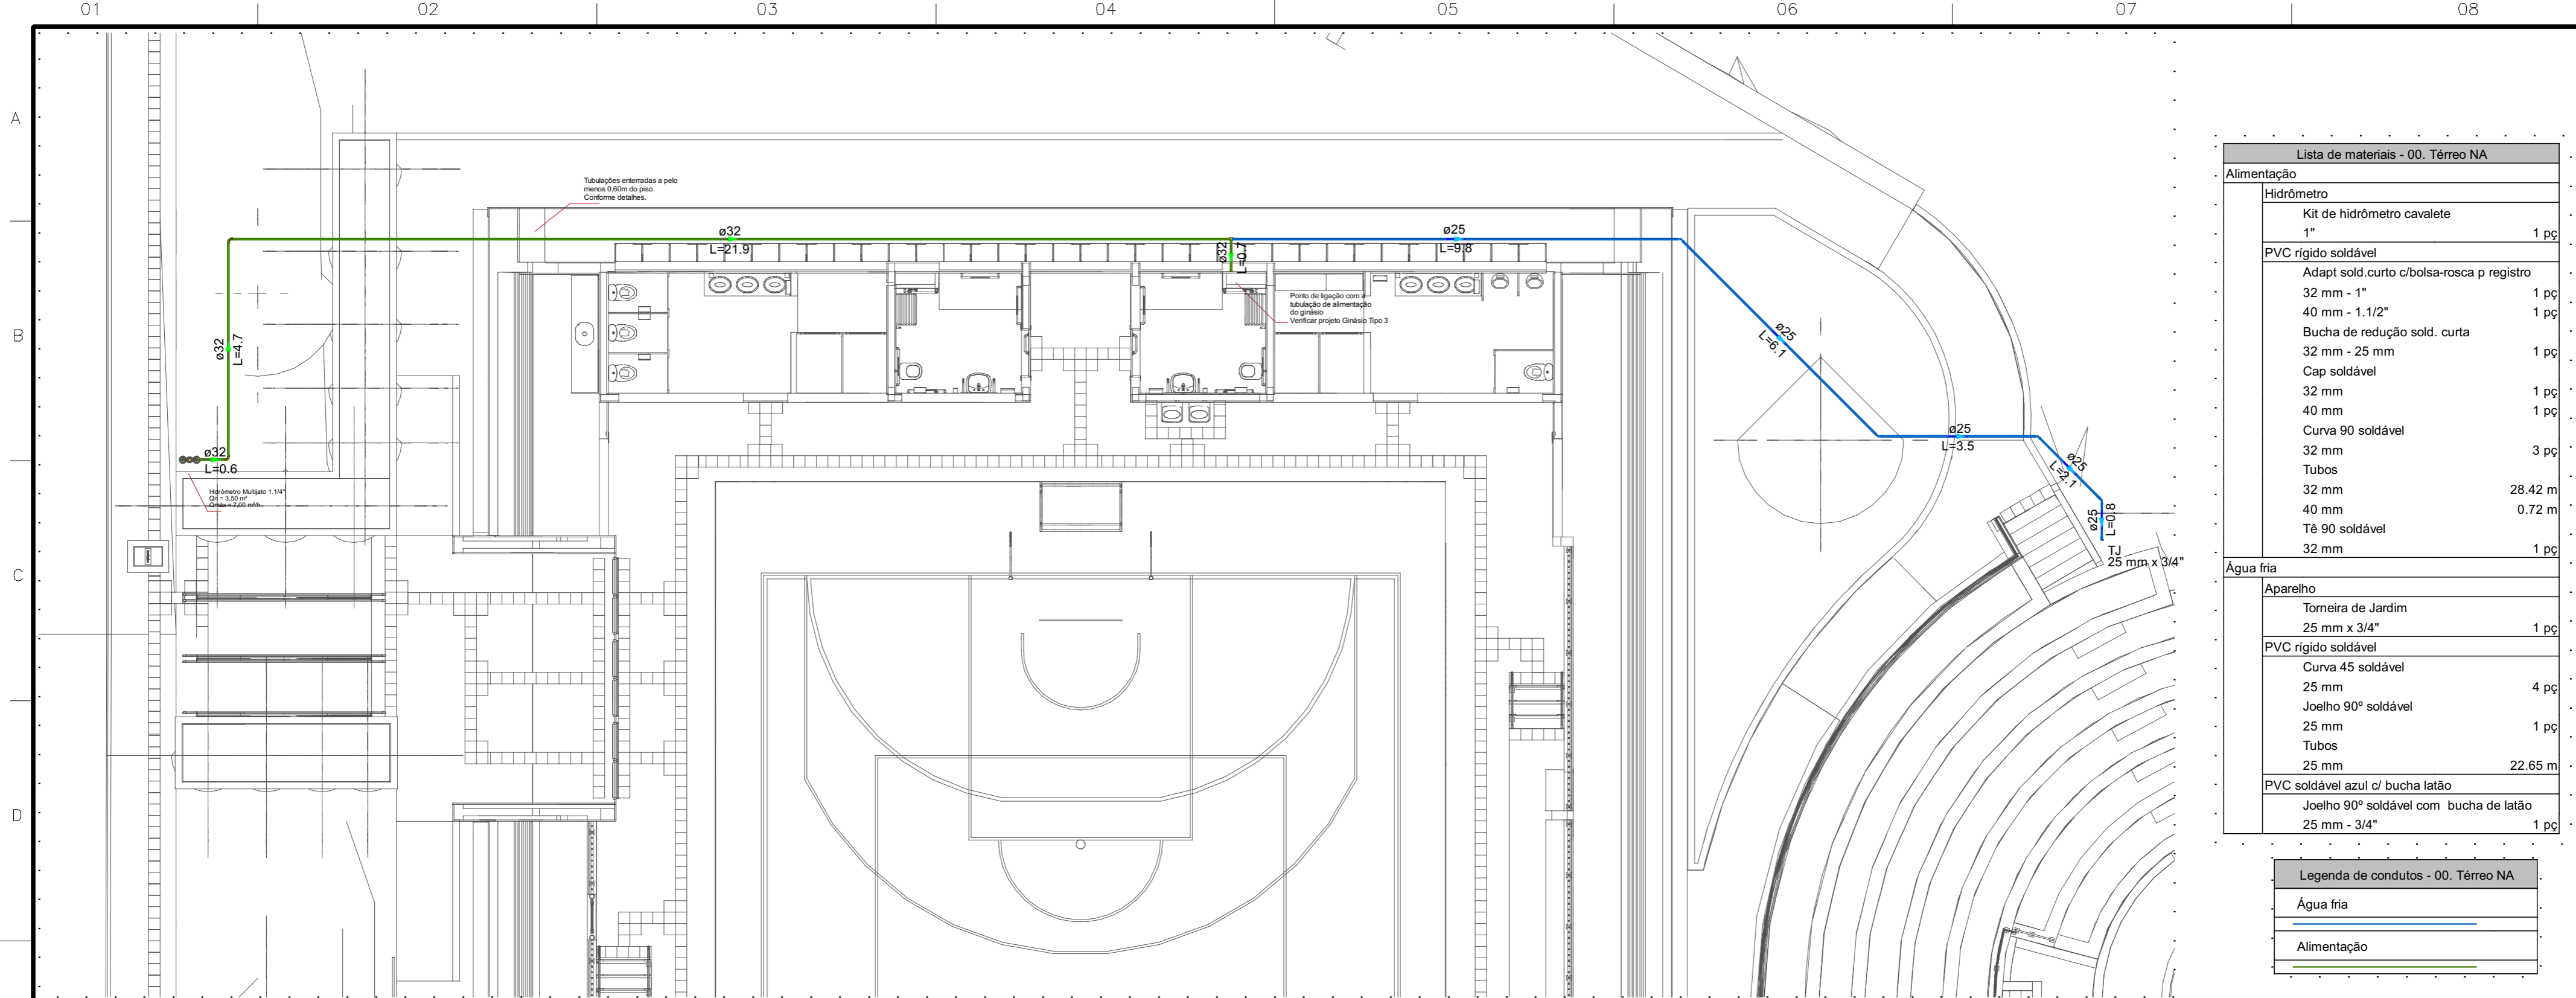 01
02
03
04
05
06
07
08
A
B
C
D
Tubulações enterradas a pelo
menos 0,60m do piso.
Conforme detalhes.
ø32
L=21.9
ø32
L=0.7
ø25
L=9.8
Ponto de ligação com a
tubulação de alimentação
do ginásio
Verificar projeto Ginásio Tipo 3
ø32
L=4.7
ø32
L=0.6
Hidrômetro Multijato 1.1/4"
Qn = 3,50 m³
Qmáx = 7,00 m³/h
ø25
L=6.1
ø25
L=3.5
ø25
L=2.1
ø25
L=0.8
TJ
25 mm x 3/4"
Lista de materiais - 00. Térreo NA
Alimentação
Hidrômetro
Kit de hidrômetro cavalete
1" 1 pç
PVC rígido soldável
Adapt sold.curto c/bolsa-rosca p registro
32 mm - 1" 1 pç
40 mm - 1.1/2" 1 pç
Bucha de redução sold. curta
32 mm - 25 mm 1 pç
Cap soldável
32 mm 1 pç
40 mm 1 pç
Curva 90 soldável
32 mm 3 pç
Tubos
32 mm 28.42 m
40 mm 0.72 m
Tê 90 soldável
32 mm 1 pç
Água fria
Aparelho
Torneira de Jardim
25 mm x 3/4" 1 pç
PVC rígido soldável
Curva 45 soldável
25 mm 4 pç
Joelho 90º soldável
25 mm 1 pç
Tubos
25 mm 22.65 m
PVC soldável azul c/ bucha latão
Joelho 90º soldável com bucha de latão
25 mm - 3/4" 1 pç
Legenda de condutos - 00. Térreo NA
Água fria
Alimentação